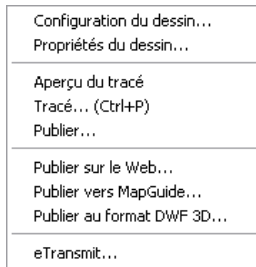 Configuration du dessin...
Propriétés du dessin...
Aperçu du tracé
Tracé... (Ctrl+P)
Publier...
Publier sur le Web...
Publier vers MapGuide...
Publier au format DWF 3D...
eTransmit...